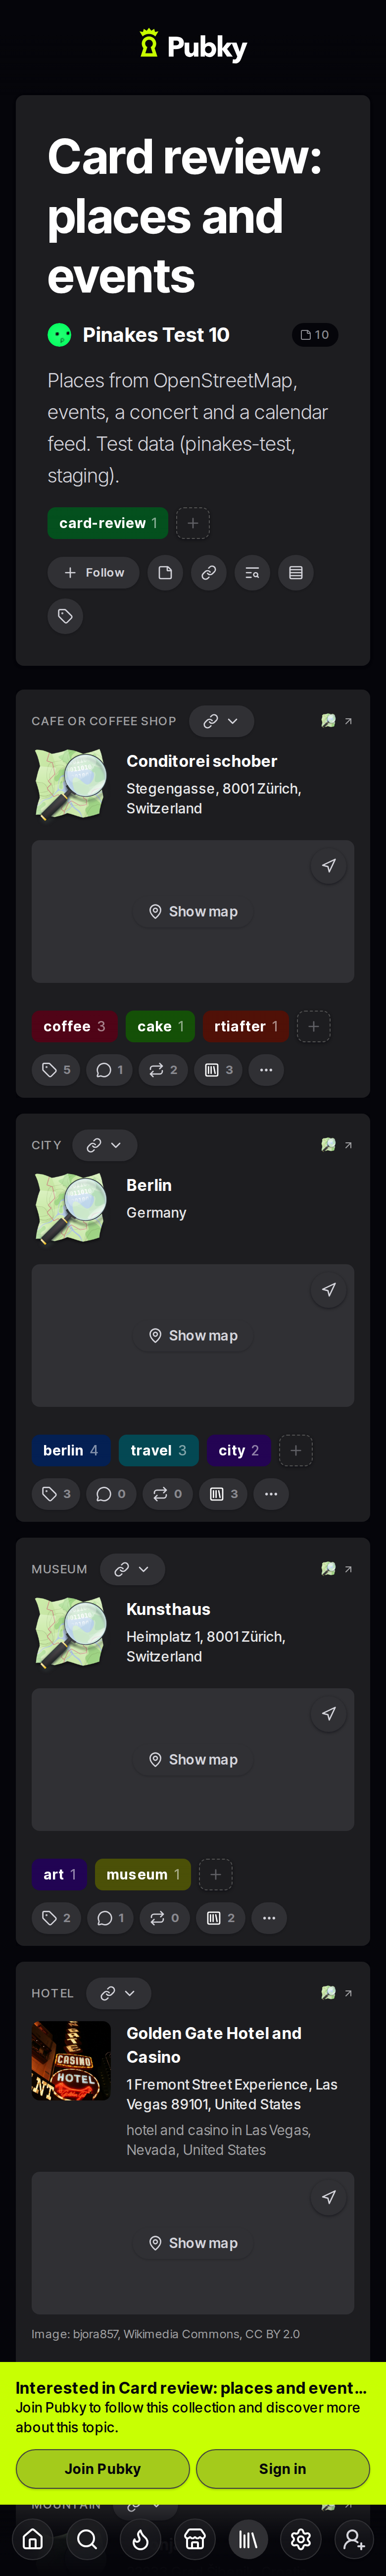 Pubky
Card review:
places and
events
Pinakes Test 10
10
Places from OpenStreetMap,
events, a concert and a calendar
feed. Test data (pinakes-test,
staging).
card-review 1
Follow
CAFE OR COFFEE SHOP
Conditorei schober
Stegengasse, 8001 Zürich,
Switzerland
Show map
coffee 3
cake 1
rtiafter 1
5 1 2 3
CITY
Berlin
Germany
Show map
berlin 4
travel 3
city 2
3 0 0 3
MUSEUM
Kunsthaus
Heimplatz 1, 8001 Zürich,
Switzerland
Show map
art 1
museum 1
2 1 0 2
HOTEL
CASINO
HOTEL
Golden Gate Hotel and
Casino
1 Fremont Street Experience, Las
Vegas 89101, United States
hotel and casino in Las Vegas,
Nevada, United States
Show map
Image: bjora857, Wikimedia Commons, CC BY 2.0
Interested in Card review: places and event...
Join Pubky to follow this collection and discover more
about this topic.
Join Pubky
Sign in
MOUNTAIN